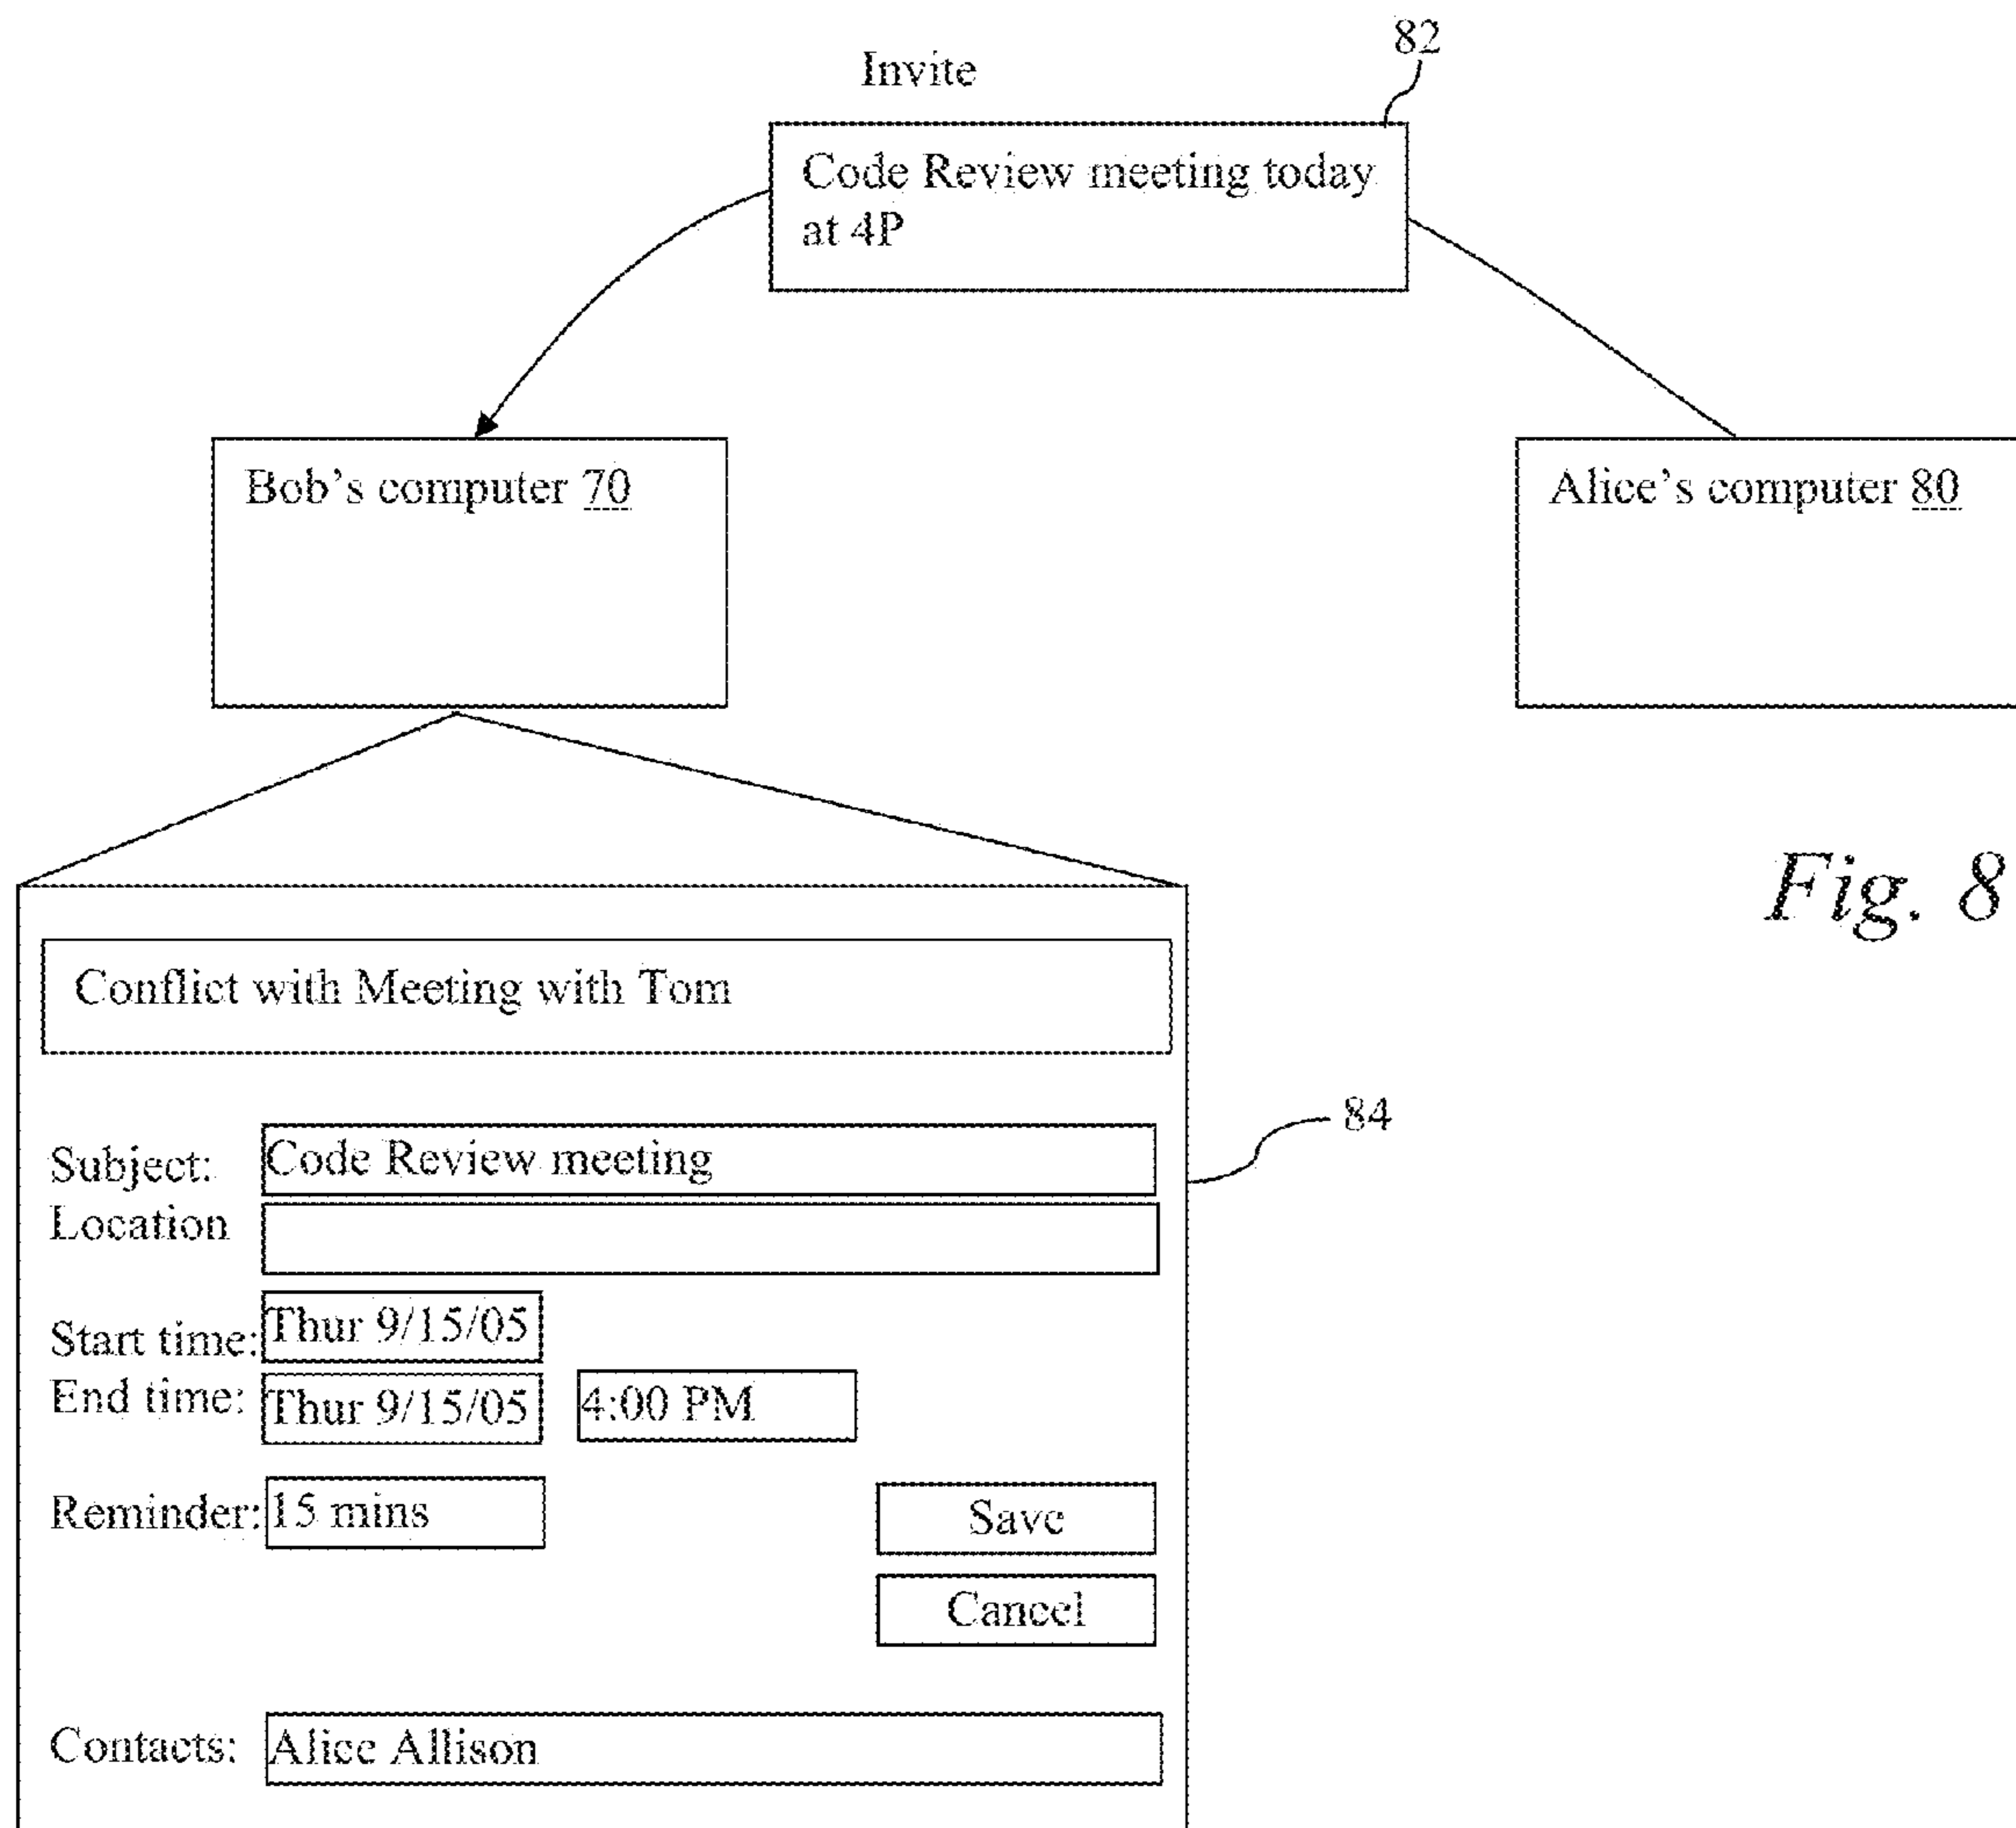 82
Invite
Code Review meeting today
at 4P
Bob's computer 70
Alice's computer 80
Fig. 8
Conflict with Meeting with Tom
84
Subject: Code Review meeting
Location
Start time: Thur 9/15/05
End time: Thur 9/15/05 4:00 PM
Reminder: 15 mins
Save
Cancel
Contacts: Alice Allison